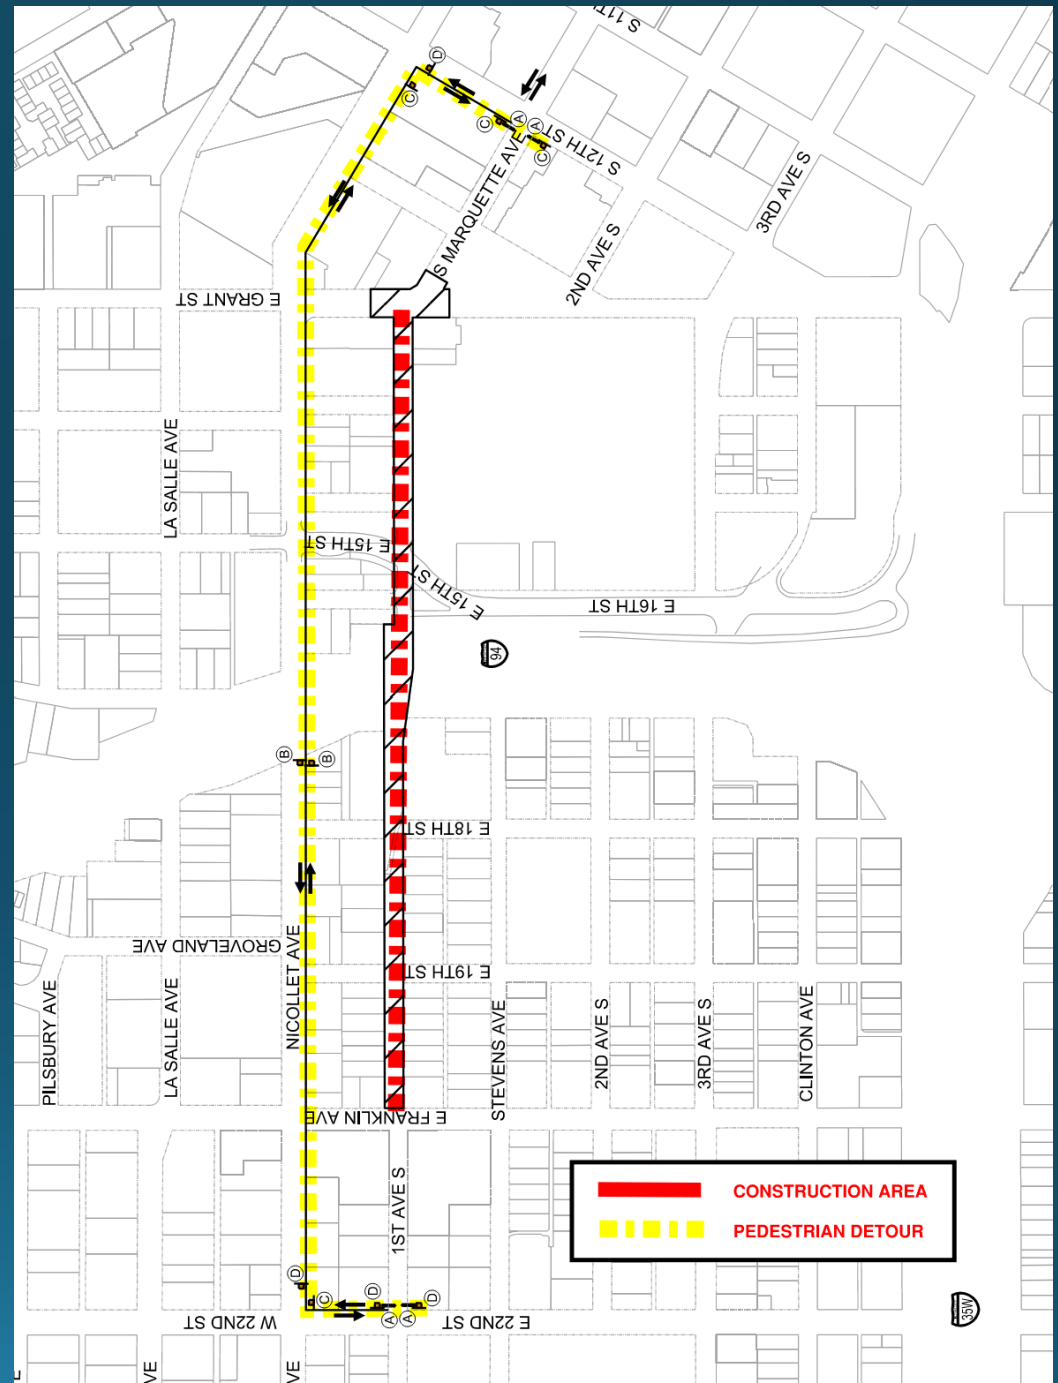 S 11TH
D
C
C
A
A
C
S 12TH ST
S MARQUETTE AVE
3RD AVE S
2ND AVE S
E GRANT ST
LA SALLE AVE
E 15TH ST
E 15TH ST
E 16TH ST
94
B
B
E 18TH ST
GROVELAND AVE
NICOLLET AVE
E 19TH ST
PILSBURY AVE
LA SALLE AVE
STEVENS AVE
2ND AVE S
3RD AVE S
CLINTON AVE
E FRANKLIN AVE
1ST AVE S
CONSTRUCTION AREA
PEDESTRIAN DETOUR
D
C
D
D
A
A
W 22ND ST
E 22ND ST
35W
VE
VE